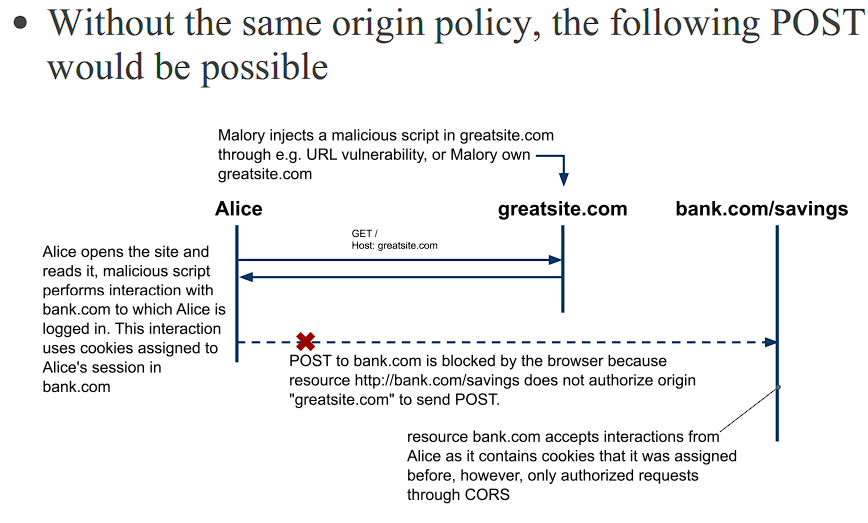 • Without the same origin policy, the following POST
would be possible
Malory injects a malicious script in greatsite.com
through e.g. URL vulnerability, or Malory own
greatsite.com
Alice
greatsite.com
bank.com/savings
GET /
Host: greatsite.com
Alice opens the site and
reads it, malicious script
performs interaction with
bank.com to which Alice is
logged in. This interaction
uses cookies assigned to
Alice's session in
bank.com
POST to bank.com is blocked by the browser because
resource http://bank.com/savings does not authorize origin
"greatsite.com" to send POST.
resource bank.com accepts interactions from
Alice as it contains cookies that it was assigned
before, however, only authorized requests
through CORS